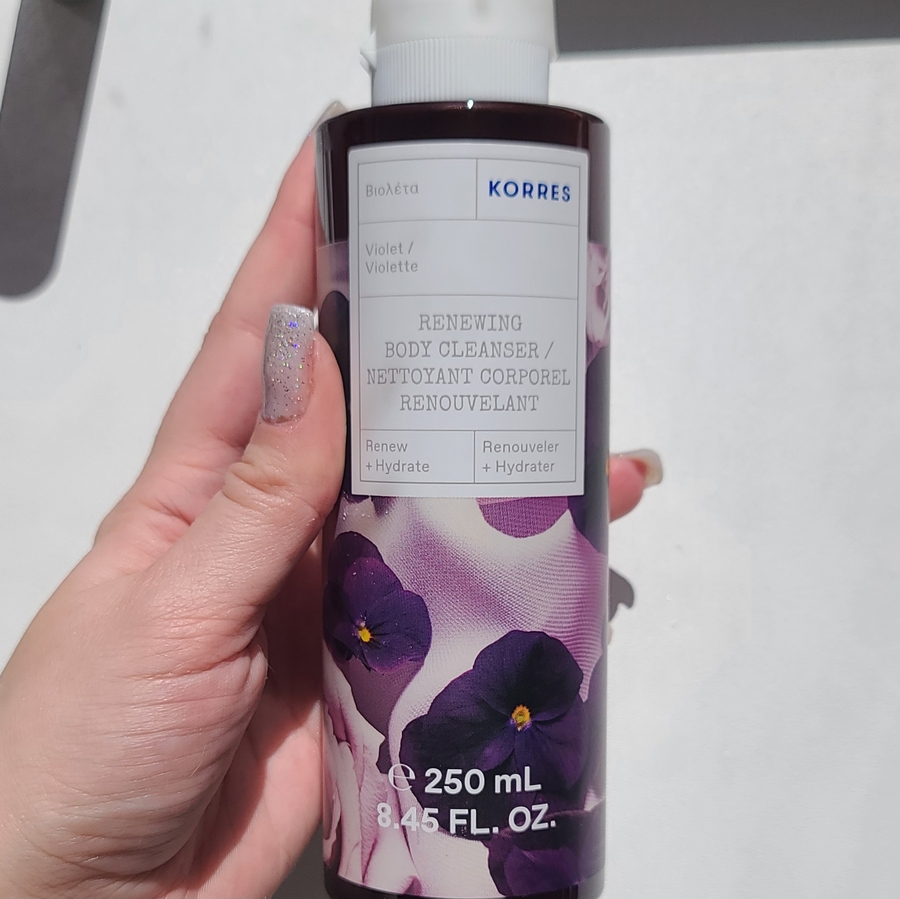 Βιολέτα
KORRES
Violet /
Violette
RENEWING
BODY CLEANSER /
NETTOYANT CORPOREL
RENOUVELANT
Renew
+ Hydrate
Renouveler
+ Hydrater
℮ 250 mL
8.45 FL. OZ.